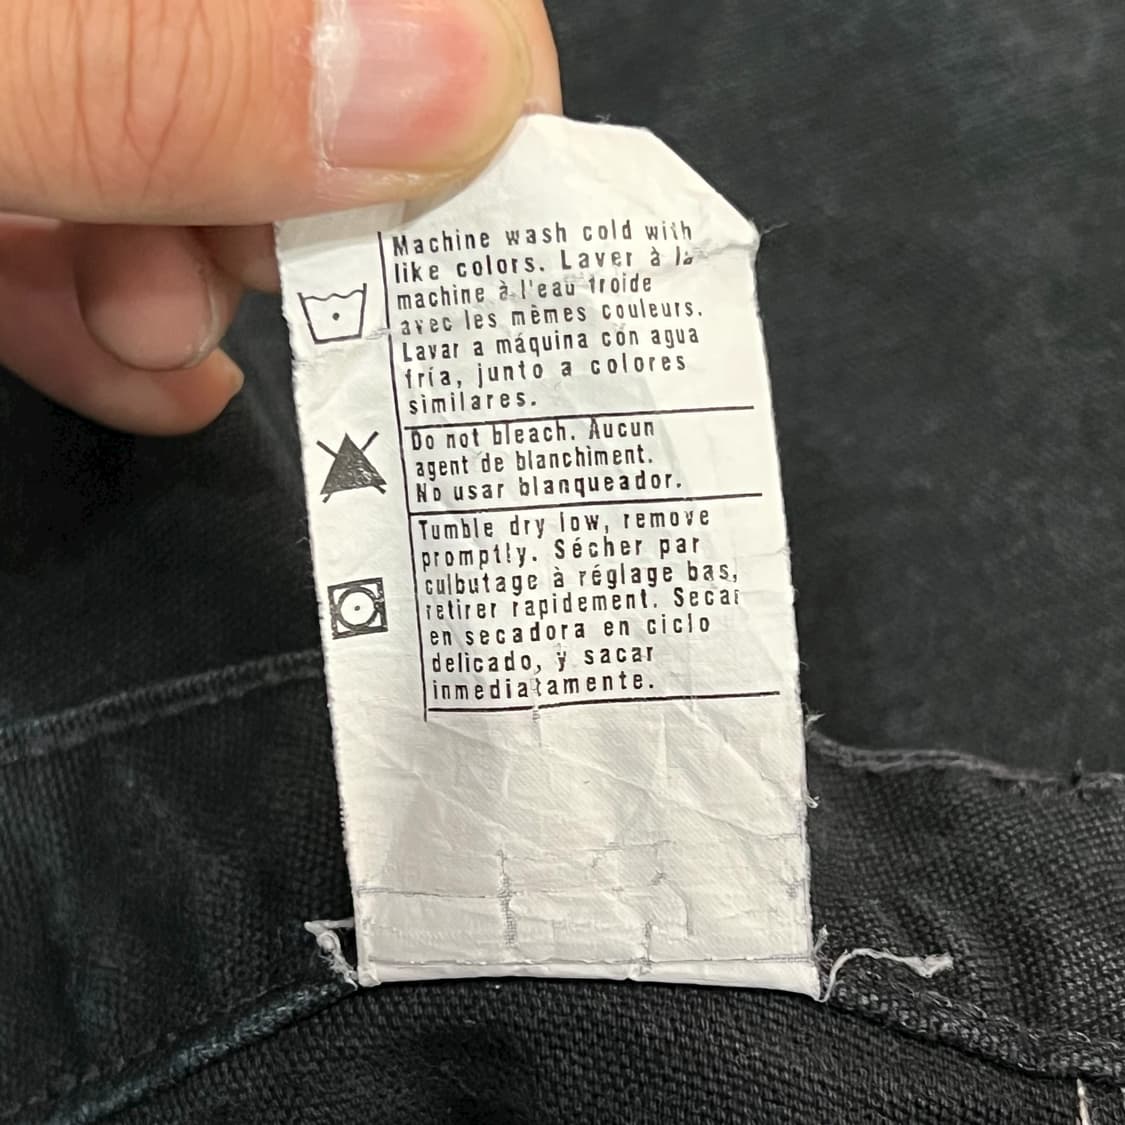 Machine wash cold with
like colors. Laver à la
machine à l'eau froide
avec les mêmes couleurs.
Lavar a máquina con agua
fría, junto a colores
similares.
Do not bleach. Aucun
agent de blanchiment.
No usar blanqueador.
Tumble dry low, remove
promptly. Sécher par
culbutage à réglage bas,
retirer rapidement. Secar
en secadora en ciclo
delicado, y sacar
inmediatamente.